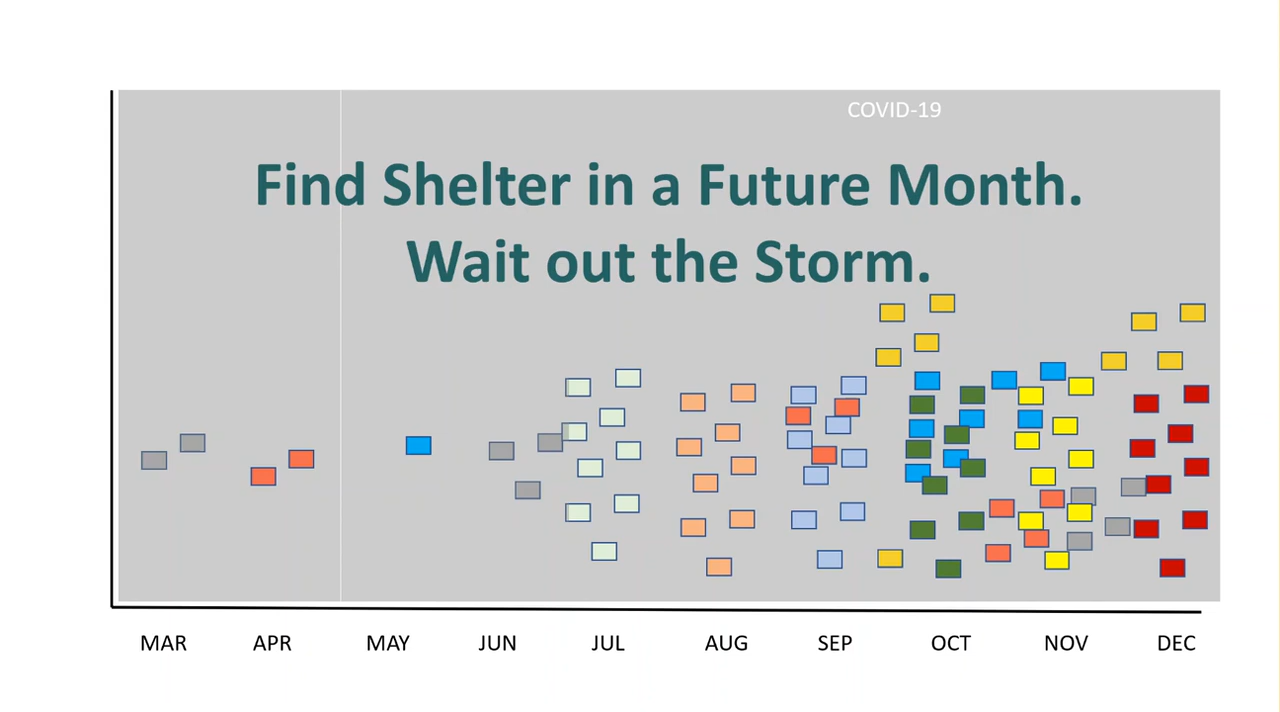 COVID-19
Find Shelter in a Future Month.
Wait out the Storm.
MAR APR MAY JUN JUL AUG SEP OCT NOV DEC